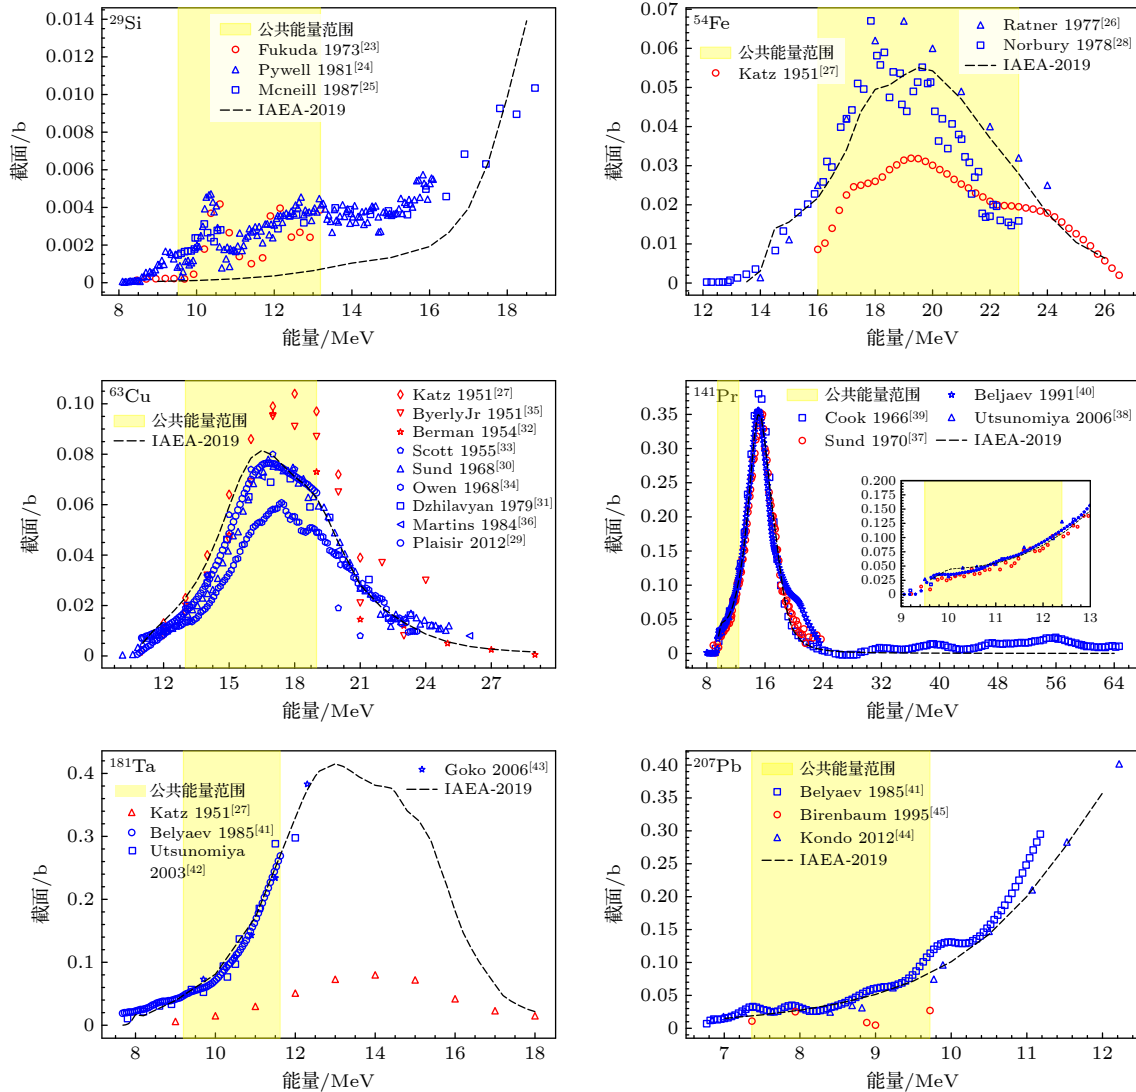 ²⁹Si
公共能量范围
Fukuda 1973[23]
Pywell 1981[24]
Mcneill 1987[25]
IAEA-2019
截面/b
0.014
0.012
0.010
0.008
0.006
0.004
0.002
0
8 10 12 14 16 18
能量/MeV
⁵⁴Fe
公共能量范围
Katz 1951[27]
Ratner 1977[26]
Norbury 1978[28]
IAEA-2019
截面/b
0.07
0.06
0.05
0.04
0.03
0.02
0.01
0
12 14 16 18 20 22 24 26
能量/MeV
⁶³Cu
公共能量范围
IAEA-2019
Katz 1951[27]
ByerlyJr 1951[35]
Berman 1954[32]
Scott 1955[33]
Sund 1968[30]
Owen 1968[34]
Dzhilavyan 1979[31]
Martins 1984[36]
Plaisir 2012[29]
截面/b
0.10
0.08
0.06
0.04
0.02
0
12 15 18 21 24 27
能量/MeV
¹⁴¹Pr
公共能量范围
Cook 1966[39]
Sund 1970[37]
Beljaev 1991[40]
Utsunomiya 2006[38]
IAEA-2019
截面/b
0.35
0.30
0.25
0.20
0.15
0.10
0.05
0
8 16 24 32 40 48 56 64
能量/MeV
0.200
0.175
0.150
0.125
0.100
0.075
0.050
0.025
0
9 10 11 12 13
¹⁸¹Ta
公共能量范围
Katz 1951[27]
Belyaev 1985[41]
Utsunomiya
2003[42]
Goko 2006[43]
IAEA-2019
截面/b
0.4
0.3
0.2
0.1
0
8 10 12 14 16 18
能量/MeV
²⁰⁷Pb
公共能量范围
Belyaev 1985[41]
Birenbaum 1995[45]
Kondo 2012[44]
IAEA-2019
截面/b
0.40
0.35
0.30
0.25
0.20
0.15
0.10
0.05
0
7 8 9 10 11 12
能量/MeV